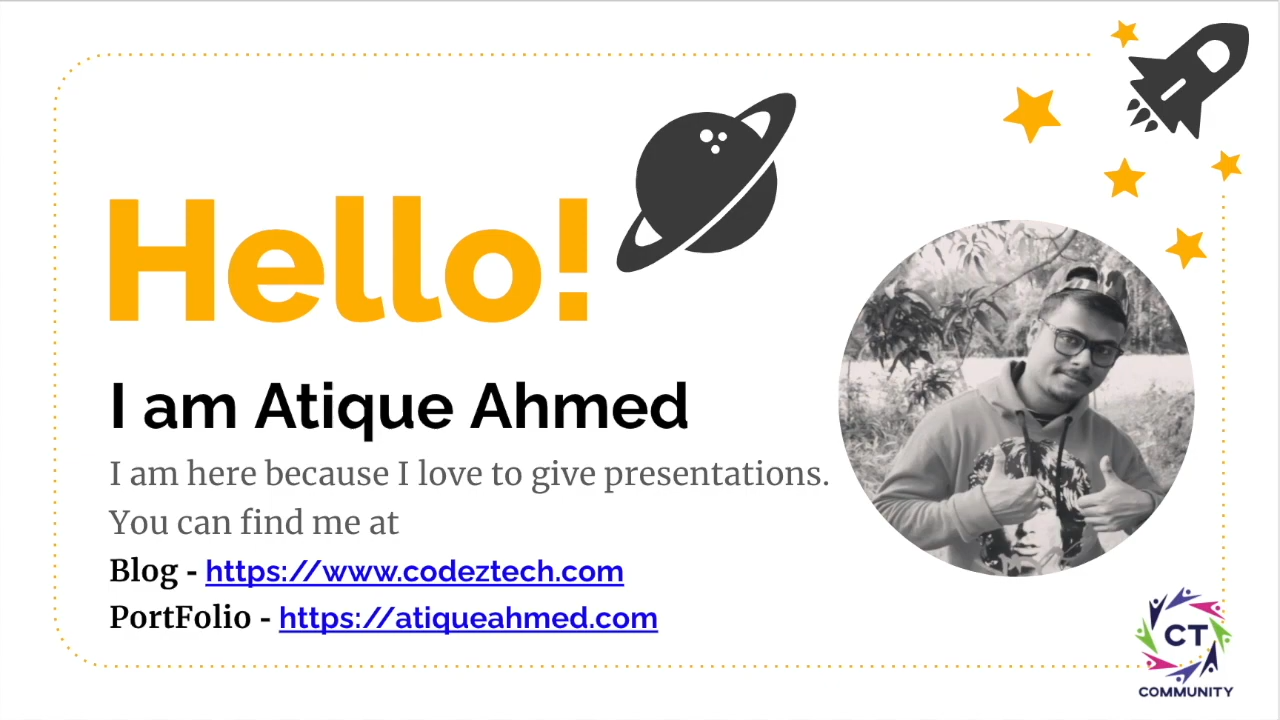 Hello!
I am Atique Ahmed
I am here because I love to give presentations.
You can find me at
Blog - https://www.codeztech.com
PortFolio - https://atiqueahmed.com
CT
COMMUNITY